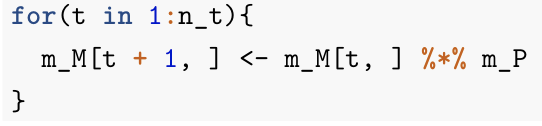 for(t in 1:n_t){
  m_M[t + 1, ] <- m_M[t, ] %*% m_P
}